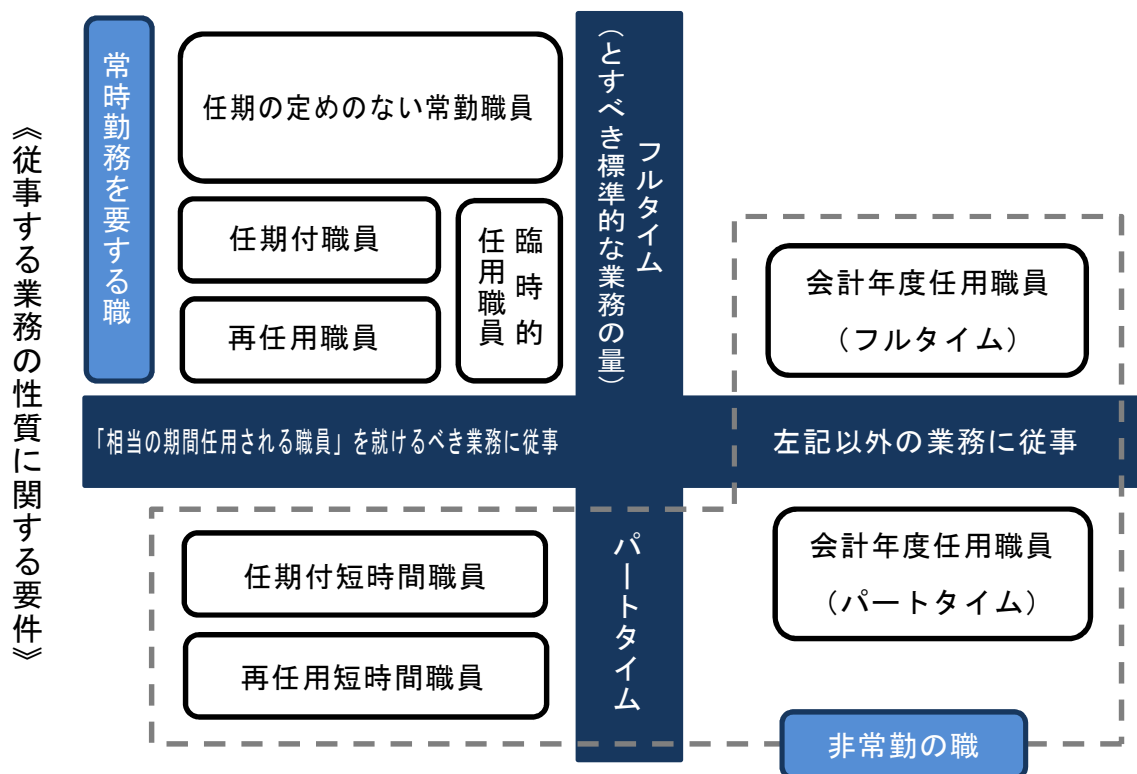 《従事する業務の性質に関する要件》
常時勤務を要する職
任期の定めのない常勤職員
任期付職員
再任用職員
臨時的
任用職員
フルタイム
（とすべき標準的な業務の量）
会計年度任用職員
（フルタイム）
「相当の期間任用される職員」を就けるべき業務に従事
左記以外の業務に従事
任期付短時間職員
再任用短時間職員
パートタイム
会計年度任用職員
（パートタイム）
非常勤の職